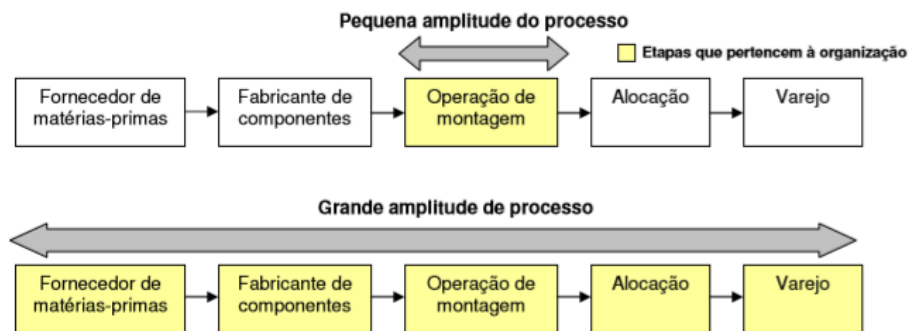 Pequena amplitude do processo
Etapas que pertencem à organização
Fornecedor de
matérias-primas
Fabricante de
componentes
Operação de
montagem
Alocação
Varejo
Grande amplitude de processo
Fornecedor de
matérias-primas
Fabricante de
componentes
Operação de
montagem
Alocação
Varejo